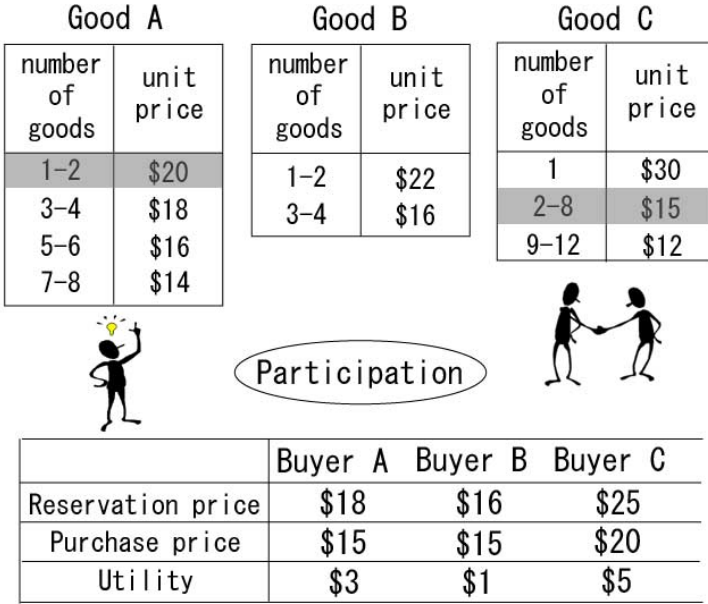 Good A Good B Good C
number of goods unit price
1-2 $20
3-4 $18
5-6 $16
7-8 $14
number of goods unit price
1-2 $22
3-4 $16
number of goods unit price
1 $30
2-8 $15
9-12 $12
Participation
Buyer A Buyer B Buyer C
Reservation price $18 $16 $25
Purchase price $15 $15 $20
Utility $3 $1 $5